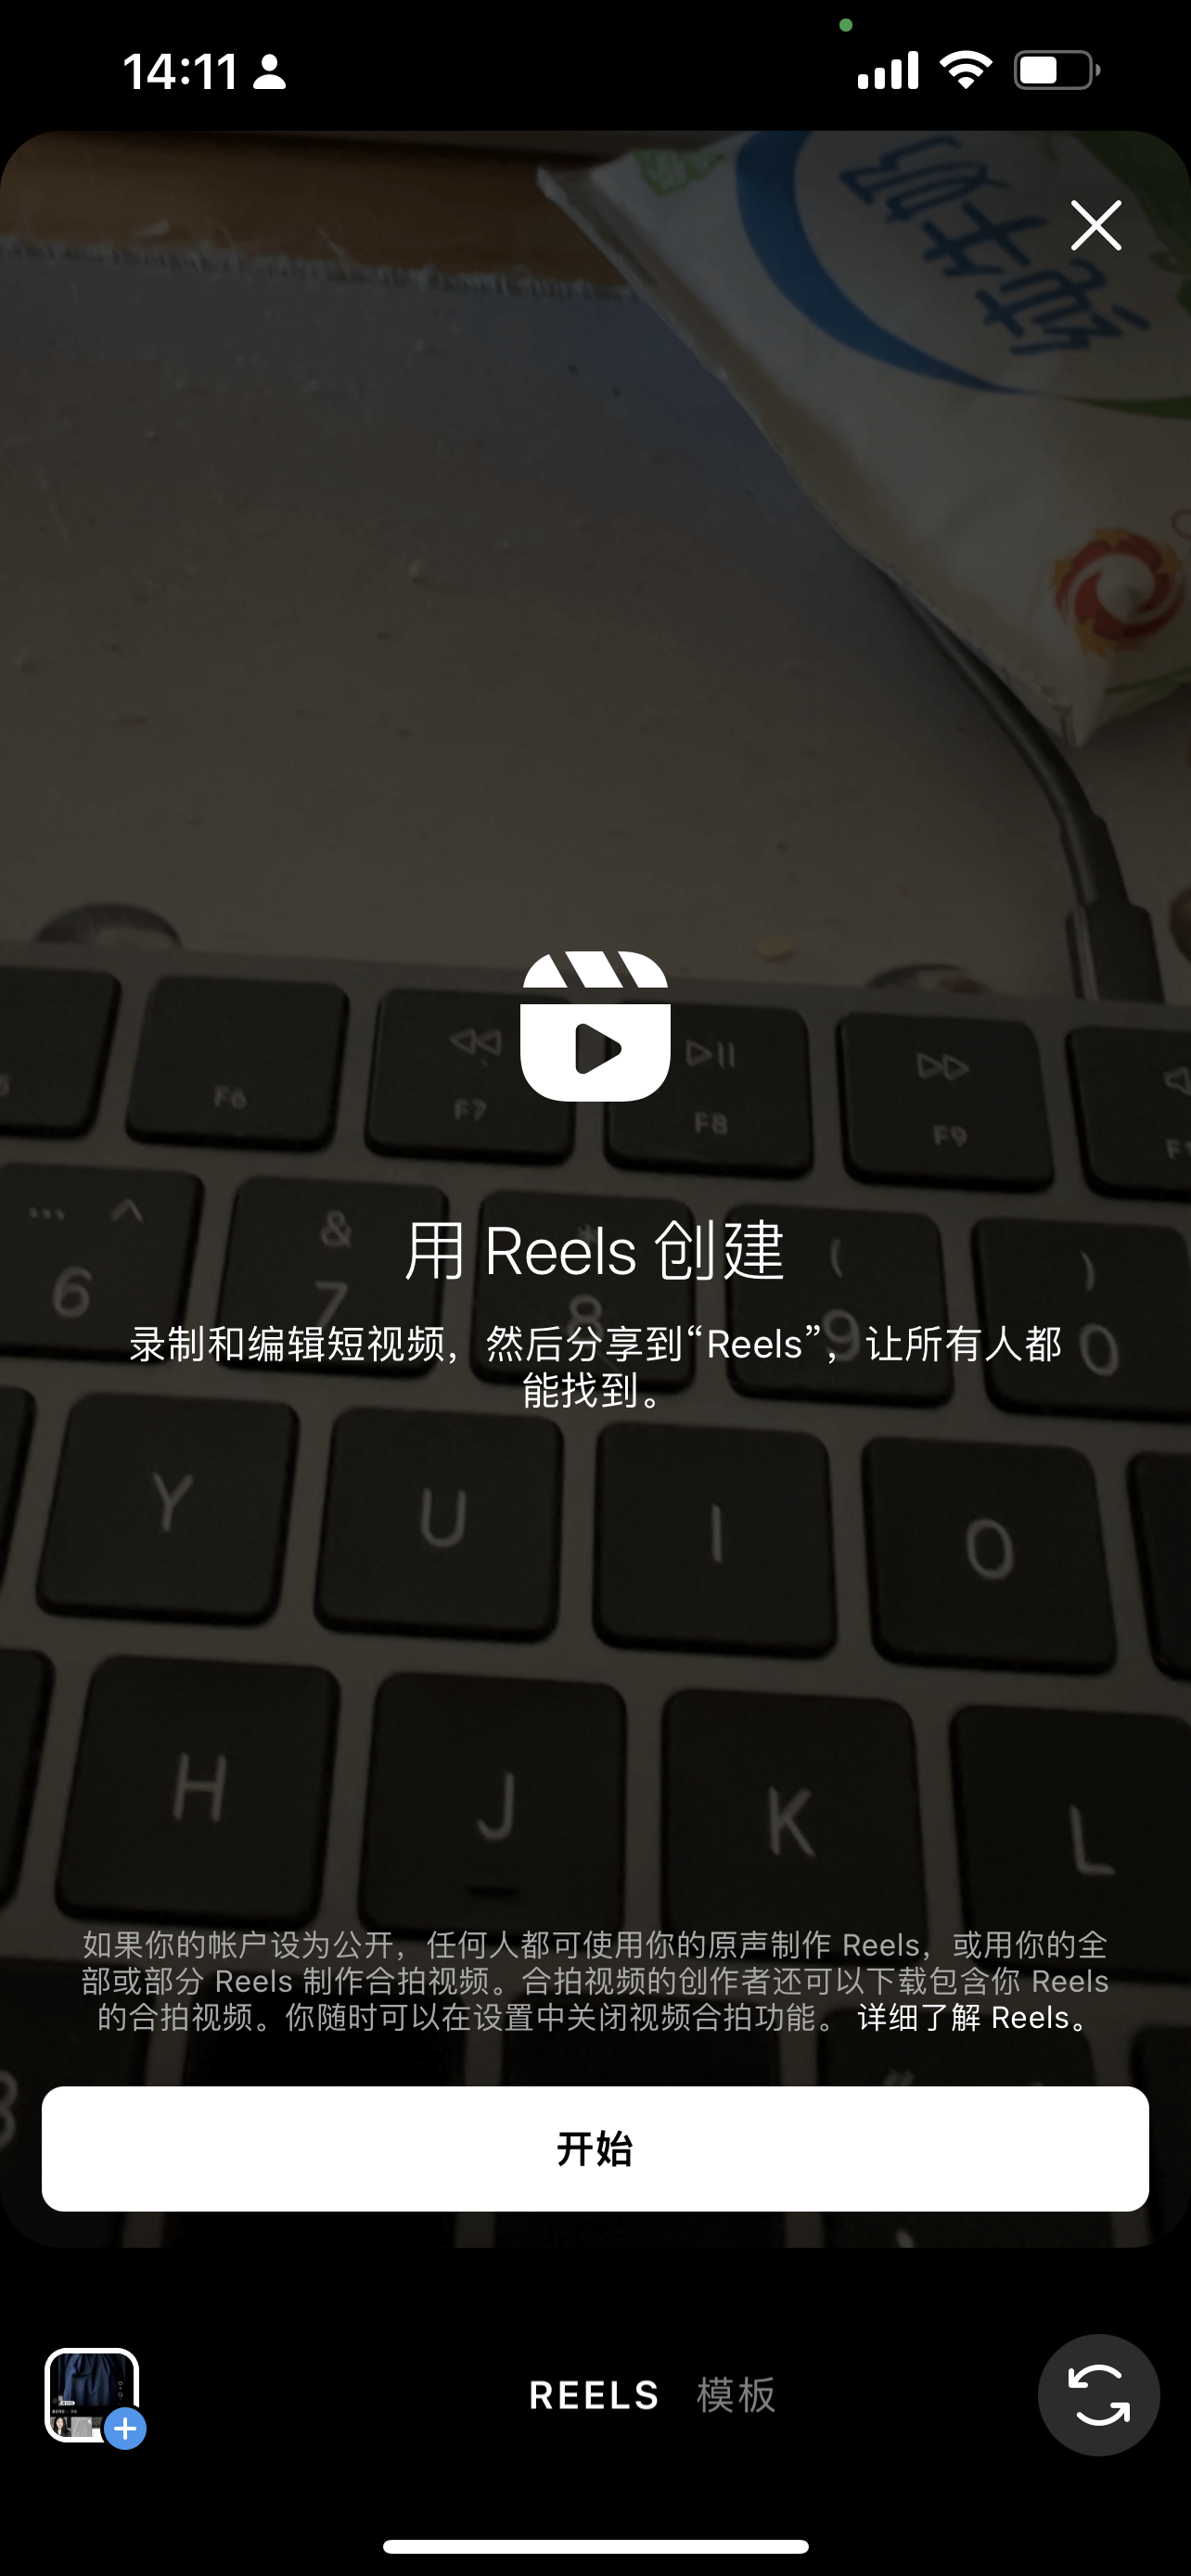 14:11
纯牛奶
F6
F7
F8
F9
& 
^
(
)
6
7
8
9
0
用 Reels 创建
录制和编辑短视频，然后分享到“Reels”，让所有人都
能找到。
Y
U
I
O
H
J
K
L
如果你的帐户设为公开，任何人都可使用你的原声制作 Reels，或用你的全
部或部分 Reels 制作合拍视频。合拍视频的创作者还可以下载包含你 Reels
的合拍视频。你随时可以在设置中关闭视频合拍功能。 详细了解 Reels。
开始
REELS
模板